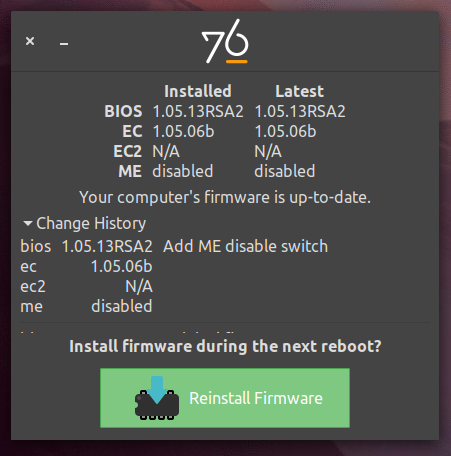 76
Installed Latest
BIOS 1.05.13RSA2 1.05.13RSA2
EC 1.05.06b 1.05.06b
EC2 N/A N/A
ME disabled disabled
Your computer's firmware is up-to-date.
Change History
bios 1.05.13RSA2 Add ME disable switch
ec 1.05.06b
ec2 N/A
me disabled
Install firmware during the next reboot?
Reinstall Firmware